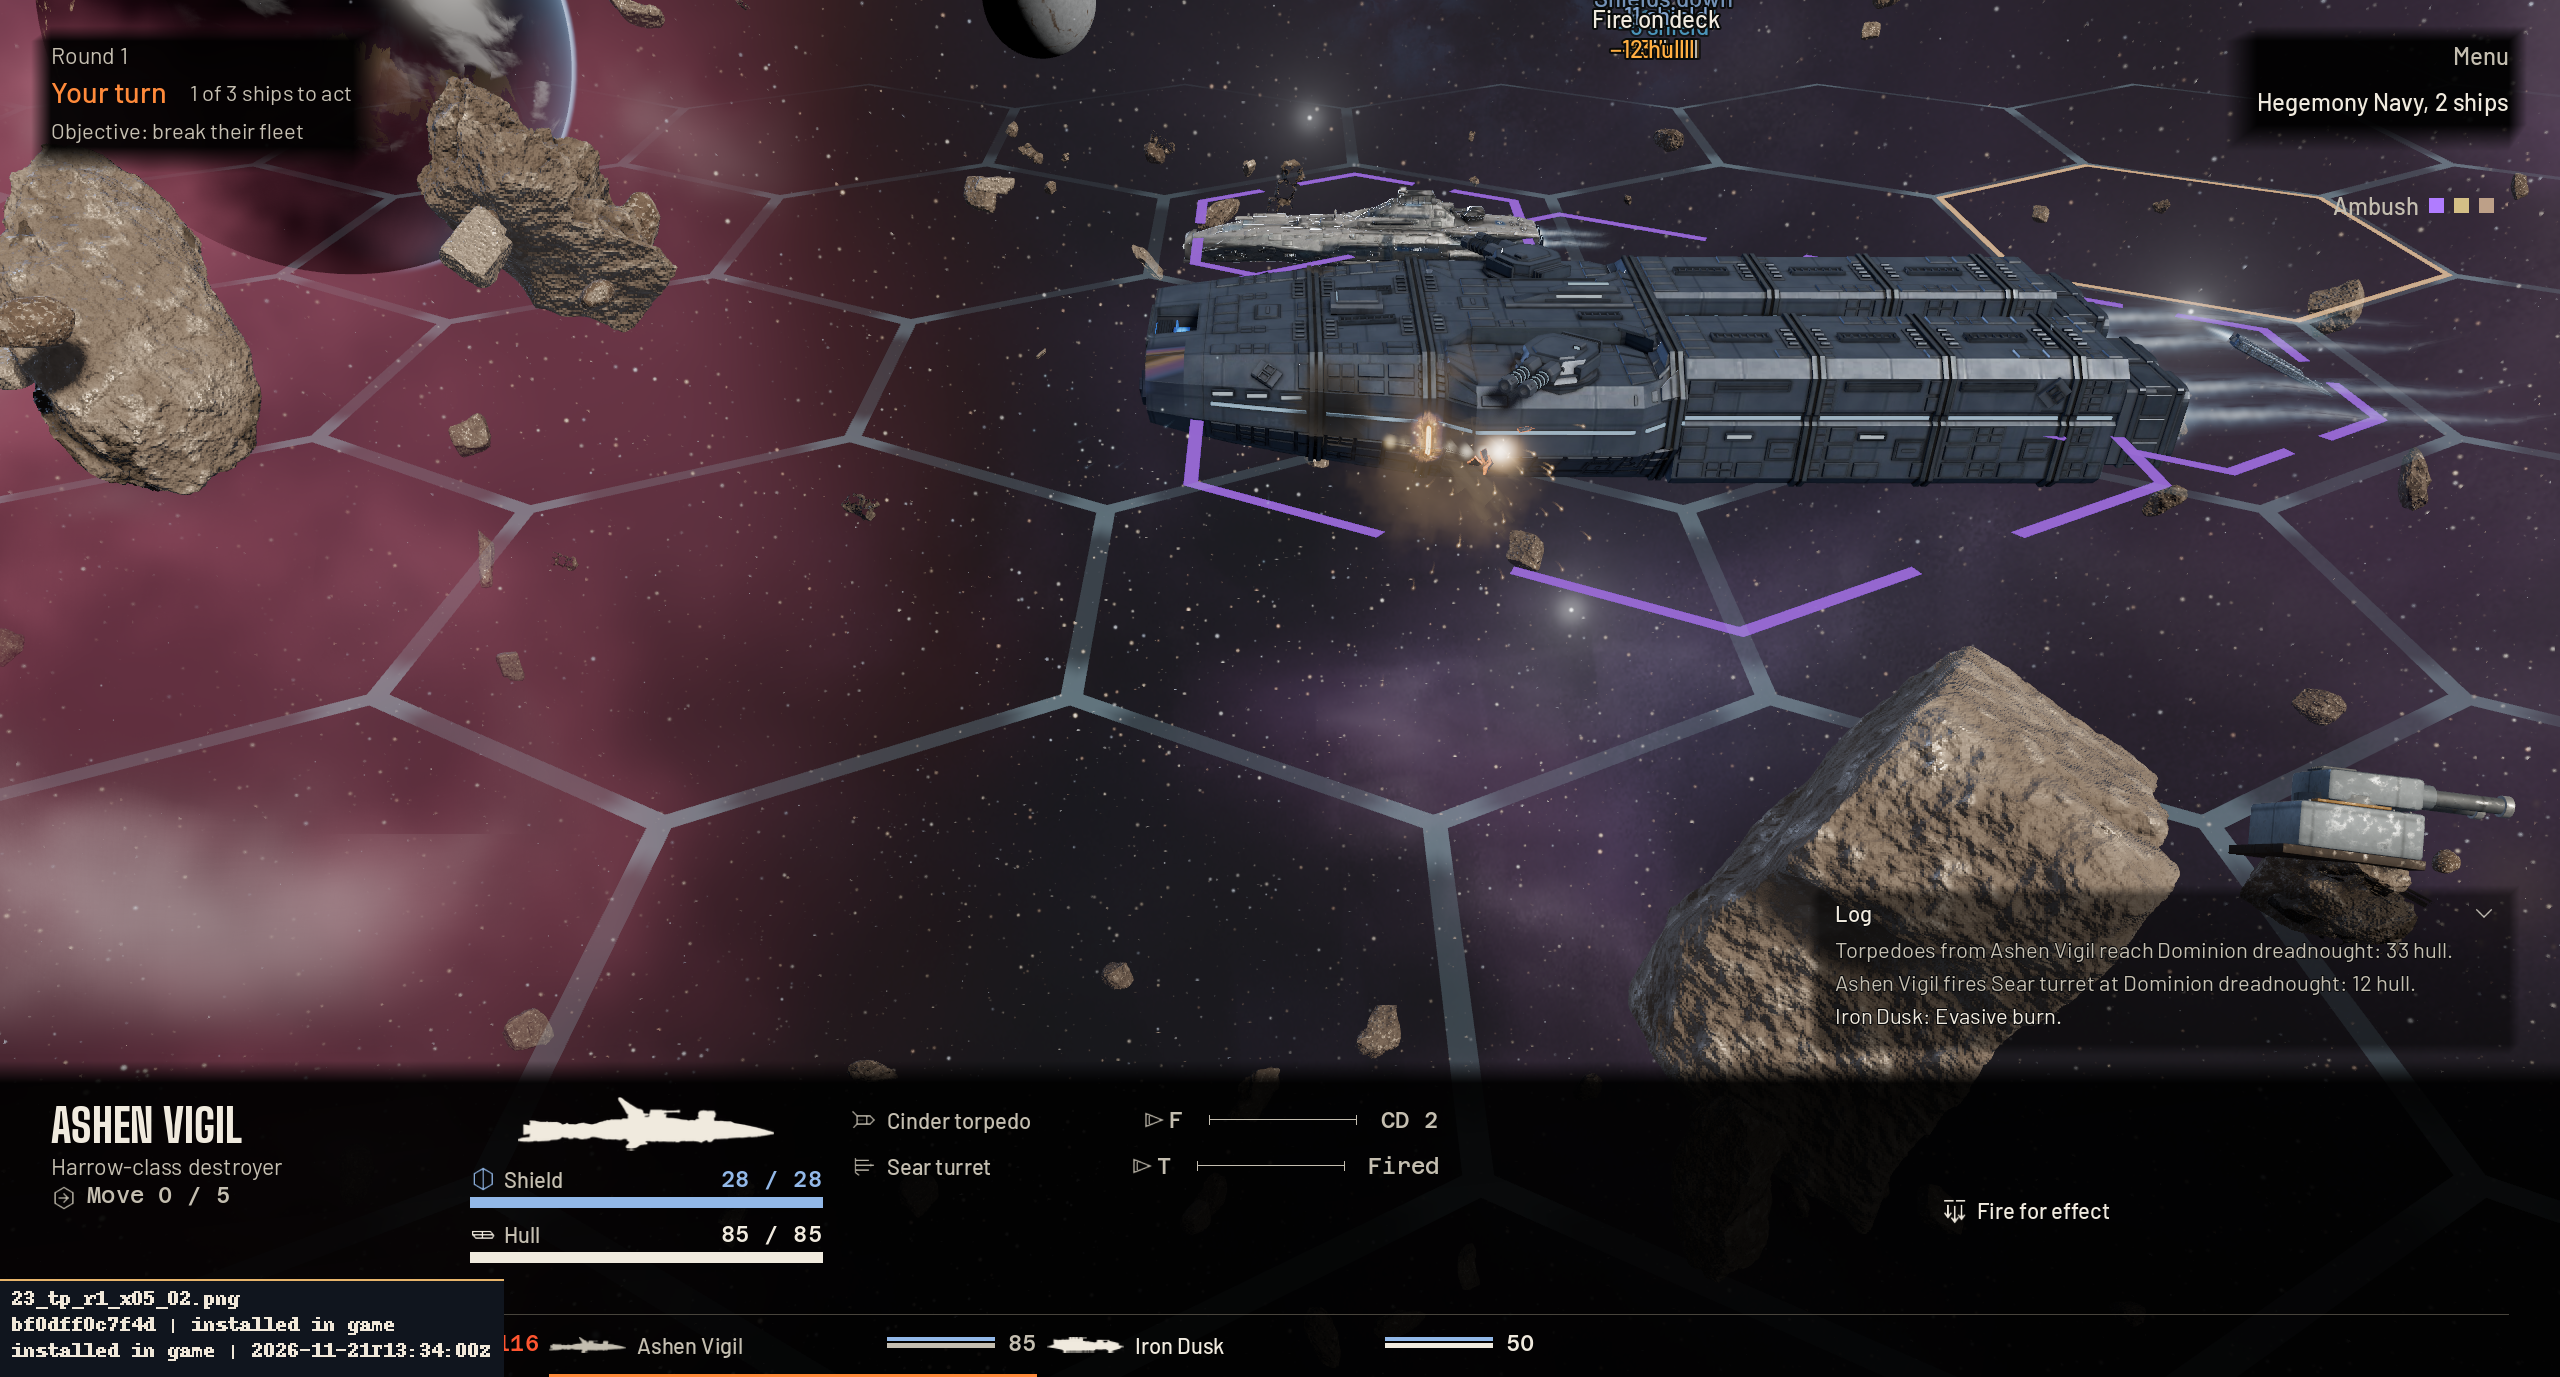 Shields down
Fire on deck
Round 1
Your turn 1 of 3 ships to act
Objective: break their fleet
Menu
Hegemony Navy, 2 ships
Ambush
Log
Torpedoes from Ashen Vigil reach Dominion dreadnought: 33 hull.
Ashen Vigil fires Sear turret at Dominion dreadnought: 12 hull.
Iron Dusk: Evasive burn.
ASHEN VIGIL
Harrow-class destroyer
Move 0 / 5
Shield 28 / 28
Hull 85 / 85
Cinder torpedo F CD 2
Sear turret T Fired
Fire for effect
23_tp_r1_x05_02.png
bf0dff0c7f4d | installed in game
installed in game | 2026-11-21r13:34:00z
116 Ashen Vigil 85 Iron Dusk 50